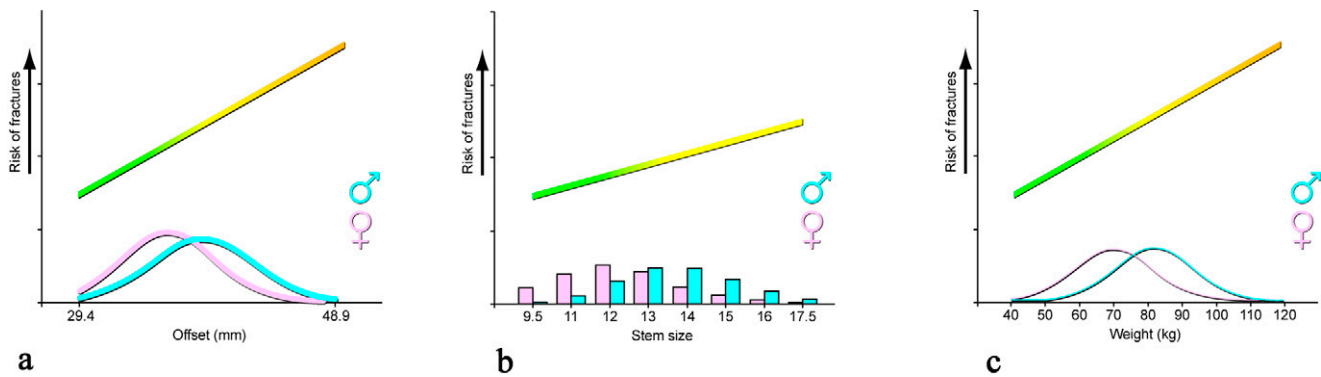 Risk of fractures
29.4
48.9
Offset (mm)
a
Risk of fractures
9.5 11 12 13 14 15 16 17.5
Stem size
b
Risk of fractures
40 50 60 70 80 90 100 110 120
Weight (kg)
c